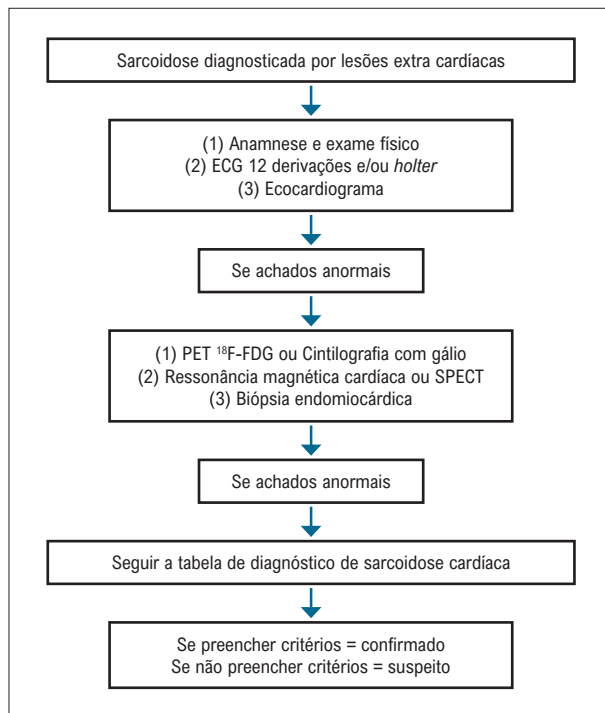 Sarcoidose diagnosticada por lesões extra cardíacas
(1) Anamnese e exame físico
(2) ECG 12 derivações e/ou holter
(3) Ecocardiograma
Se achados anormais
(1) PET ¹⁸F-FDG ou Cintilografia com gálio
(2) Ressonância magnética cardíaca ou SPECT
(3) Biópsia endomiocárdica
Se achados anormais
Seguir a tabela de diagnóstico de sarcoidose cardíaca
Se preencher critérios = confirmado
Se não preencher critérios = suspeito